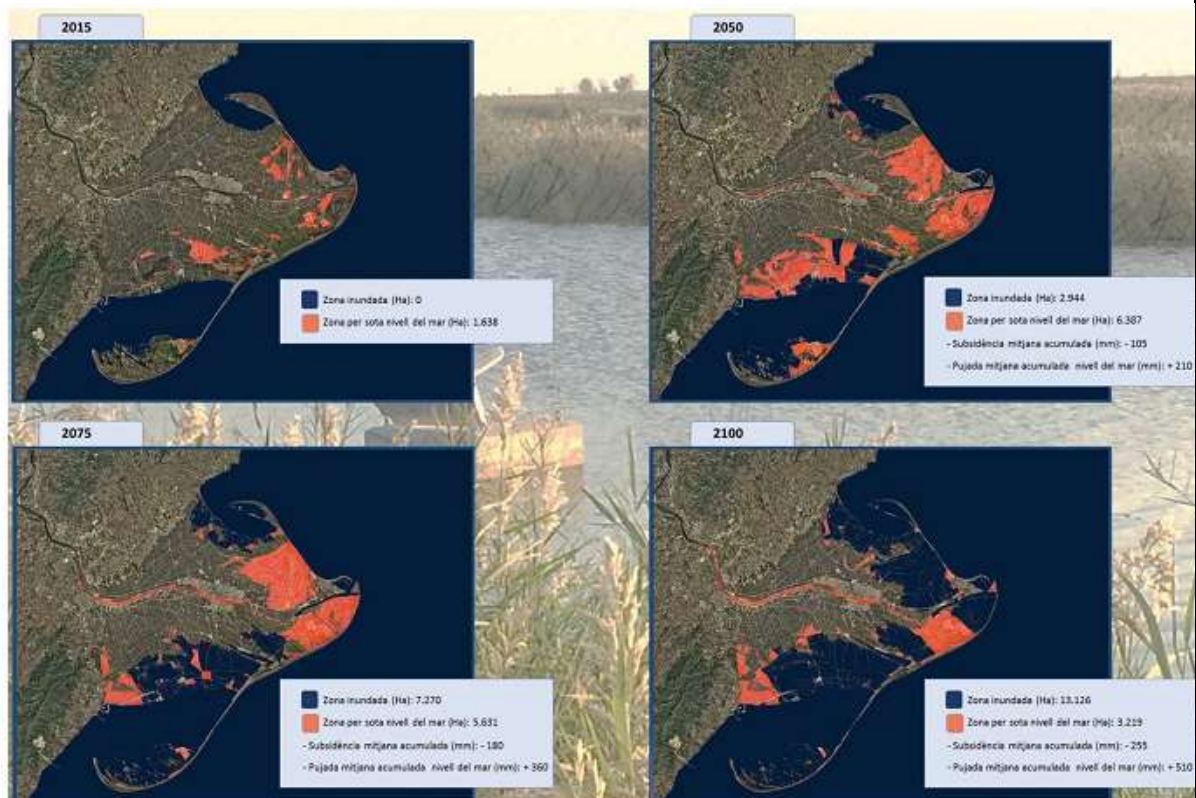 2015
Zona inundada (Ha): 0
Zona per sota nivell del mar (Ha): 1.638
2050
Zona inundada (Ha): 2.944
Zona per sota nivell del mar (Ha): 6.387
- Subsidència mitjana acumulada (mm): - 105
- Pujada mitjana acumulada nivell del mar (mm): + 210
2075
Zona inundada (Ha): 7.270
Zona per sota nivell del mar (Ha): 5.631
- Subsidència mitjana acumulada (mm): - 180
- Pujada mitjana acumulada nivell del mar (mm): + 360
2100
Zona inundada (Ha): 13.126
Zona per sota nivell del mar (Ha): 3.219
- Subsidència mitjana acumulada (mm): - 255
- Pujada mitjana acumulada nivell del mar (mm): + 510